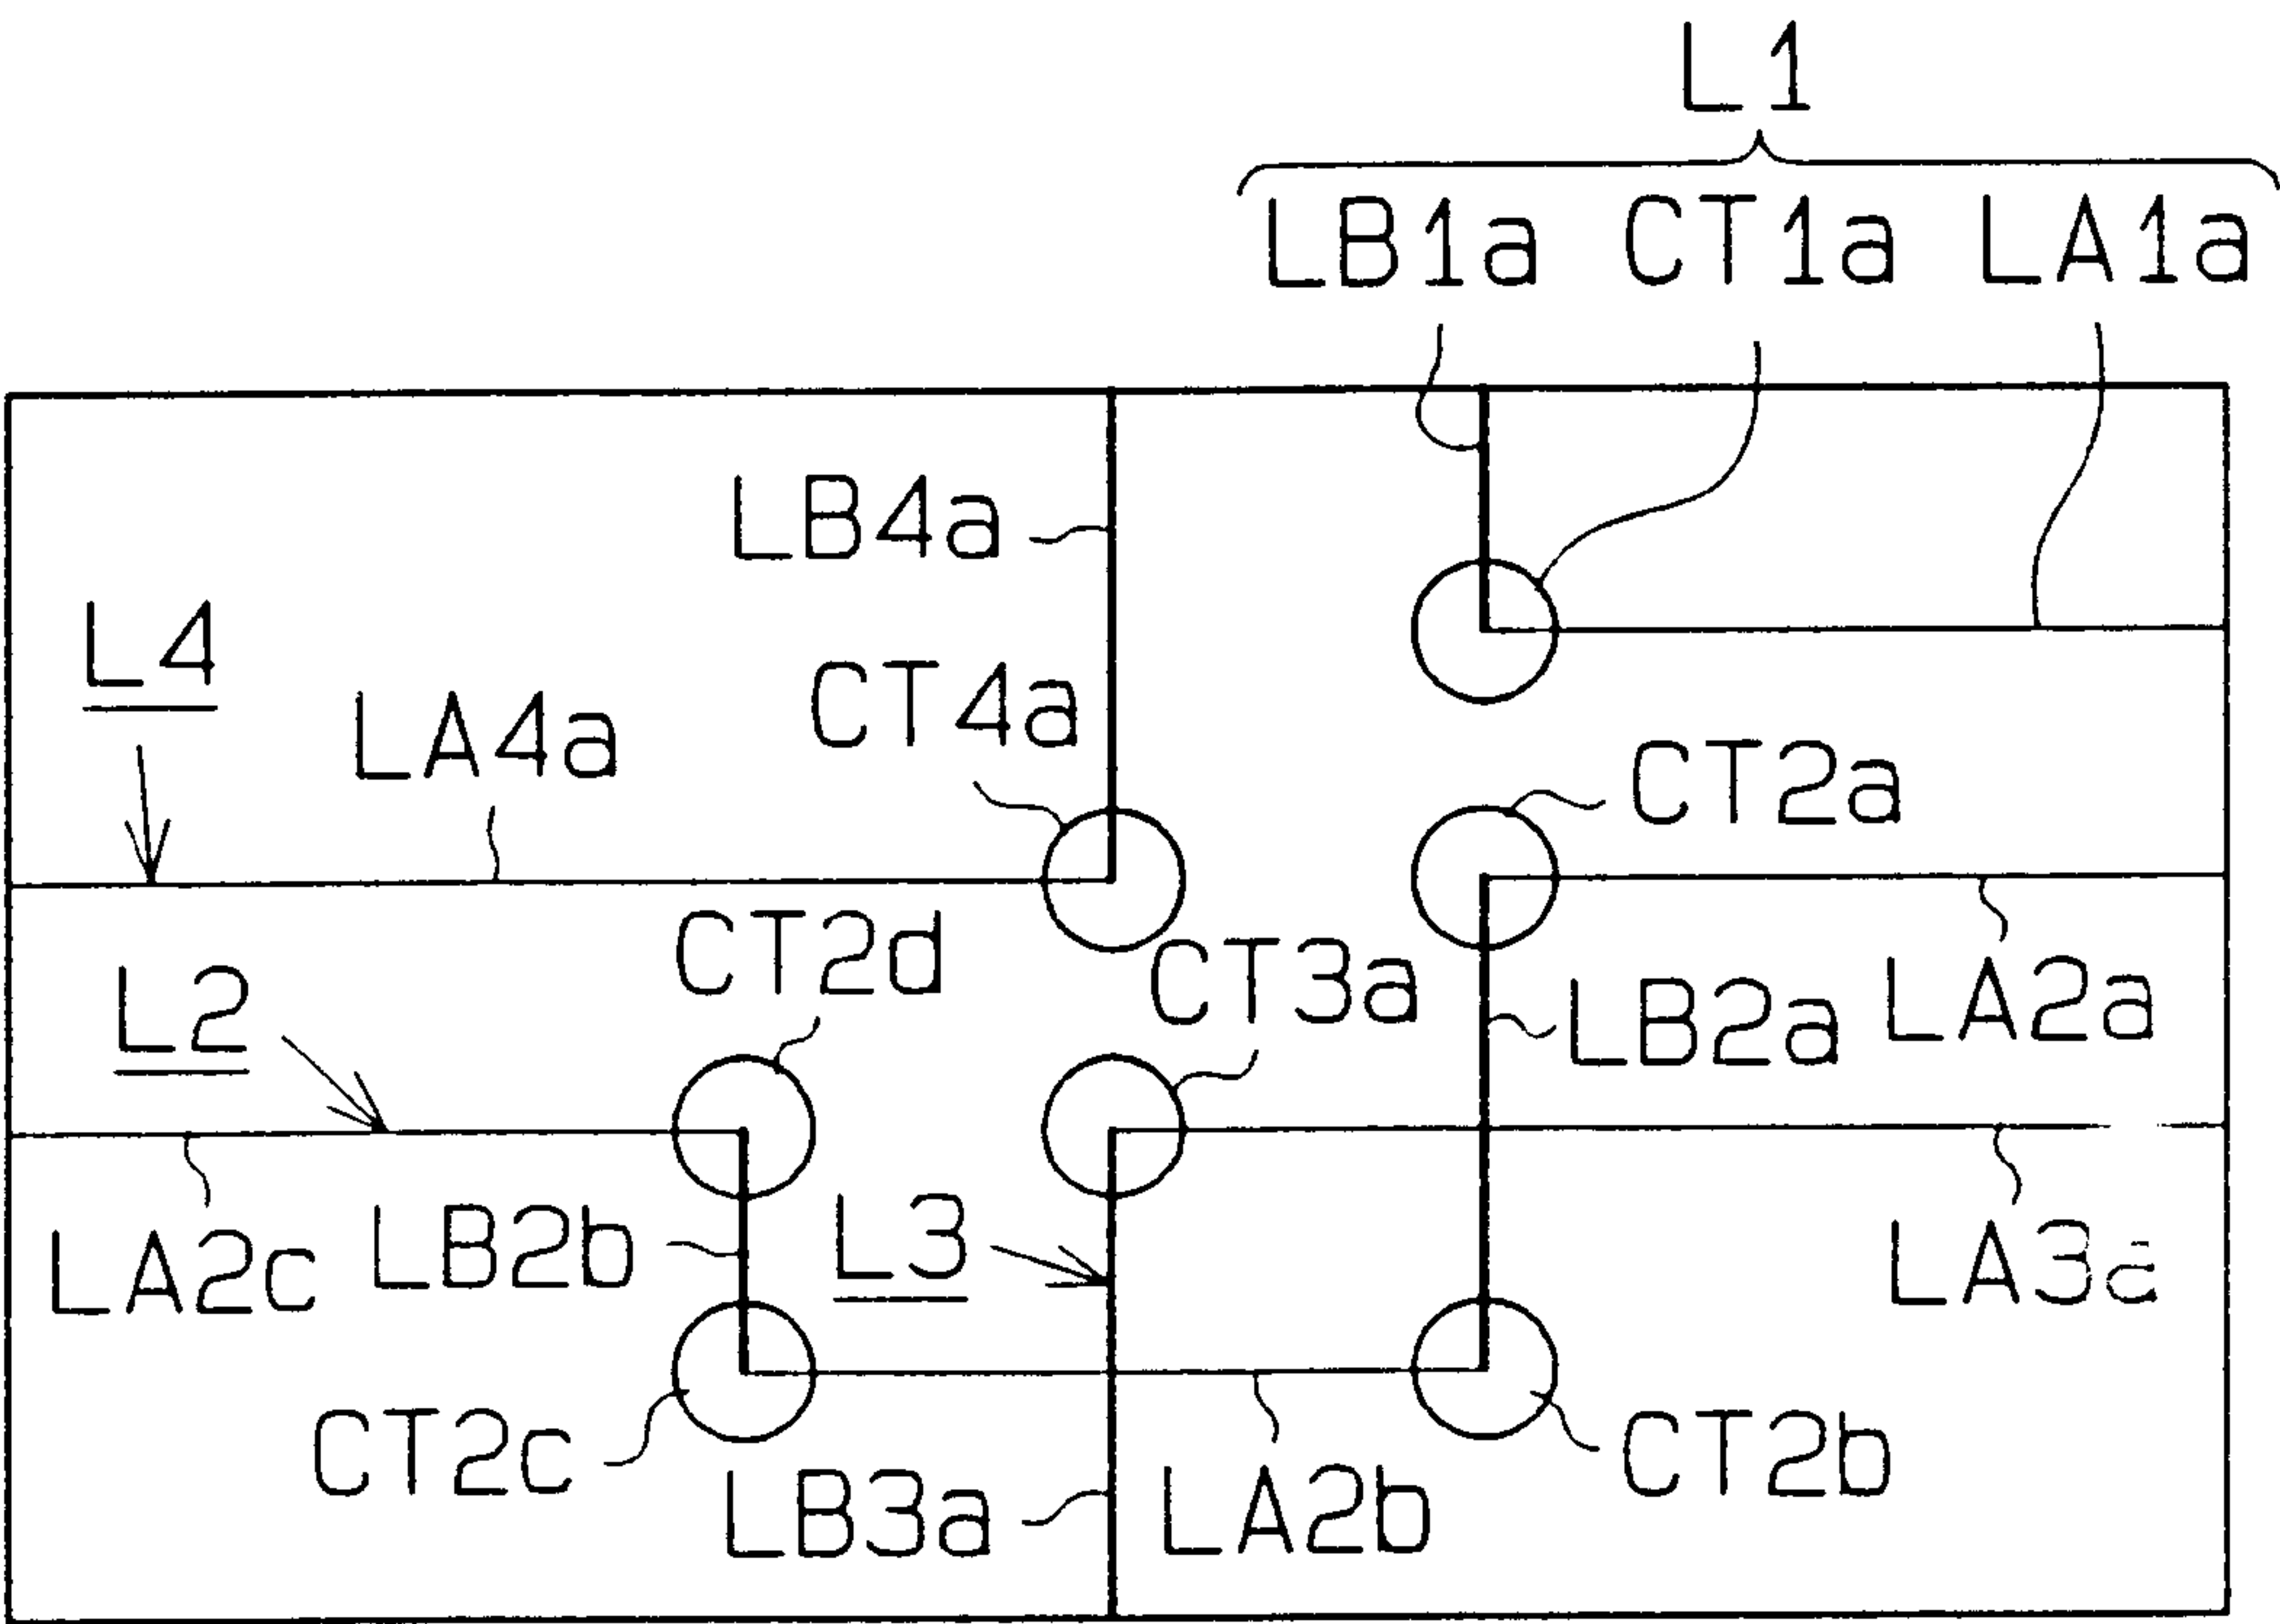 L1
LB1a CT1a LA1a
LB4a
L4
CT4a
LA4a
CT2a
CT2d
CT3a
L2
LB2a
LA2a
L3
LB2b
LA2c
LA3a
CT2c
CT2b
LB3a
LA2b